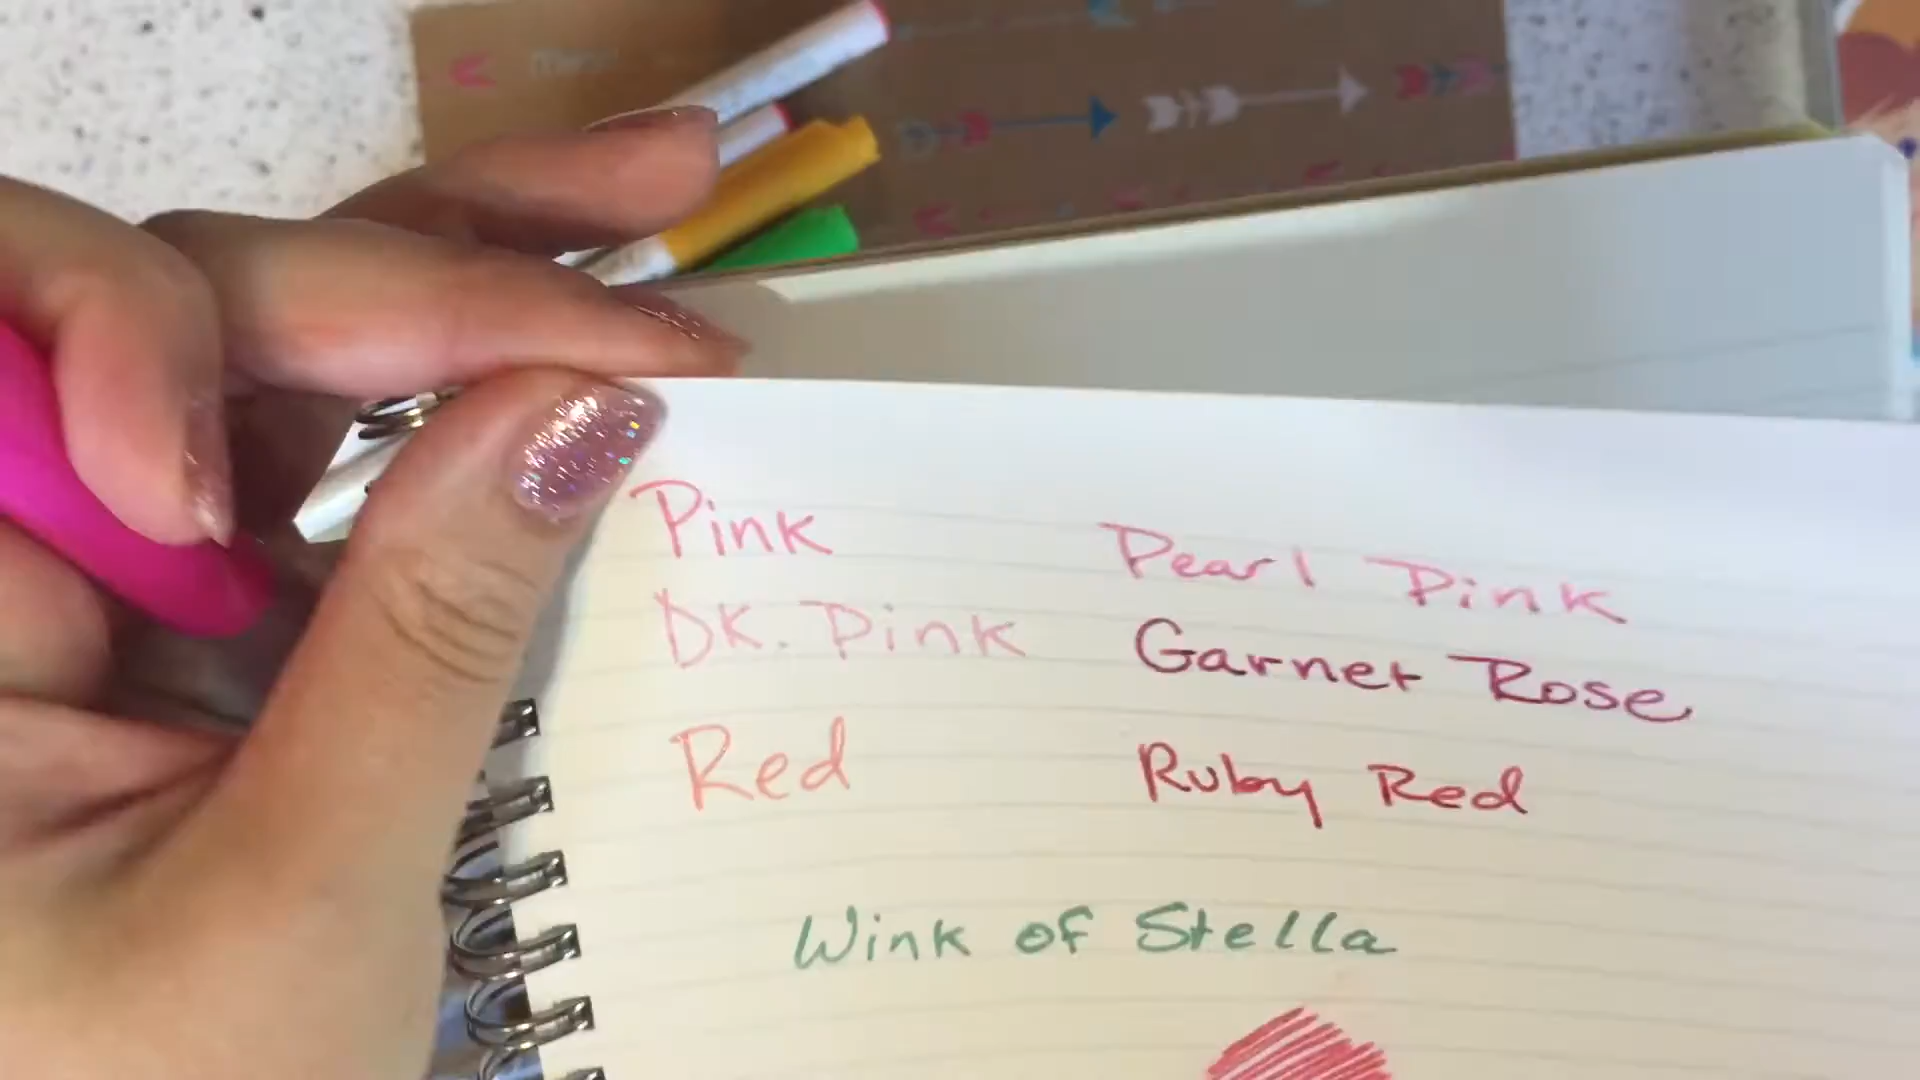 Pink Pearl Pink
DK. Pink Garnet Rose
Red Ruby Red
Wink of Stella